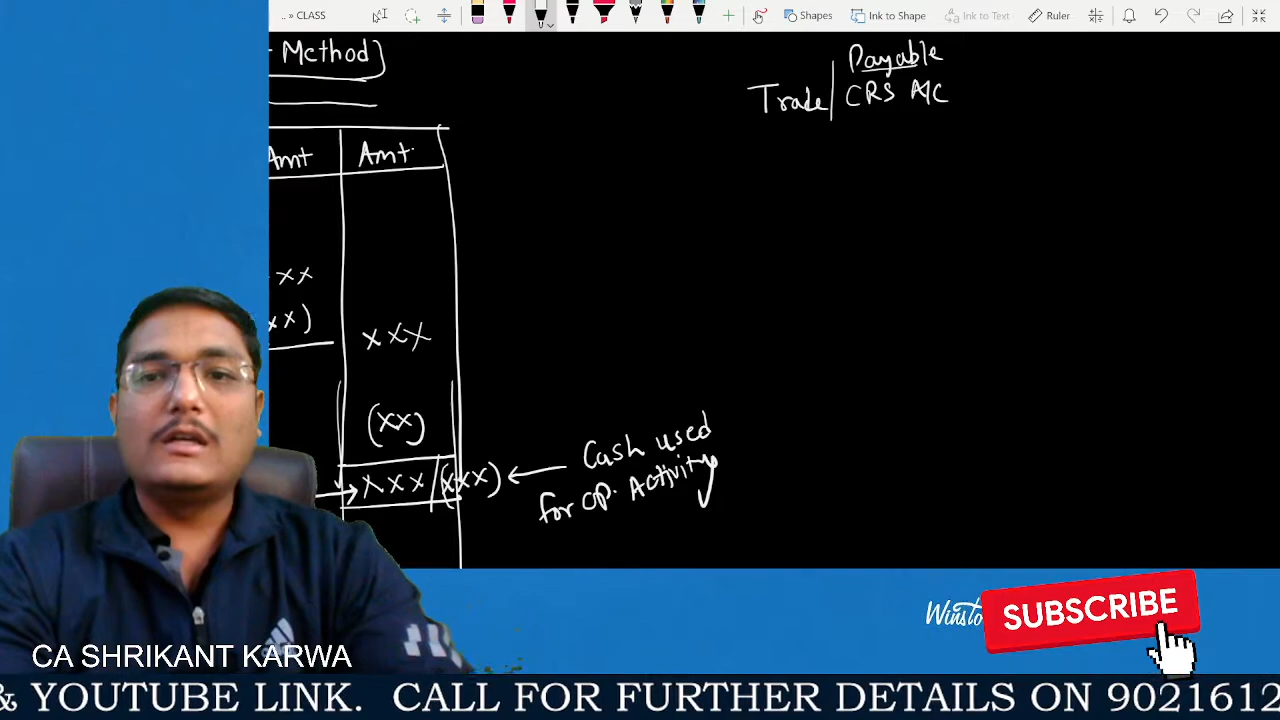 .. » CLASS
Shapes
Ink to Shape
Ink to Text
Ruler
Method)
Payable
Trade / CRS A/C
Amt
Amt.
xx
xx)
xxx
(xx)
xxx/(xxx)
Cash used
for OP. Activity
Winsto
SUBSCRIBE
CA SHRIKANT KARWA
& YOUTUBE LINK. CALL FOR FURTHER DETAILS ON 9021612